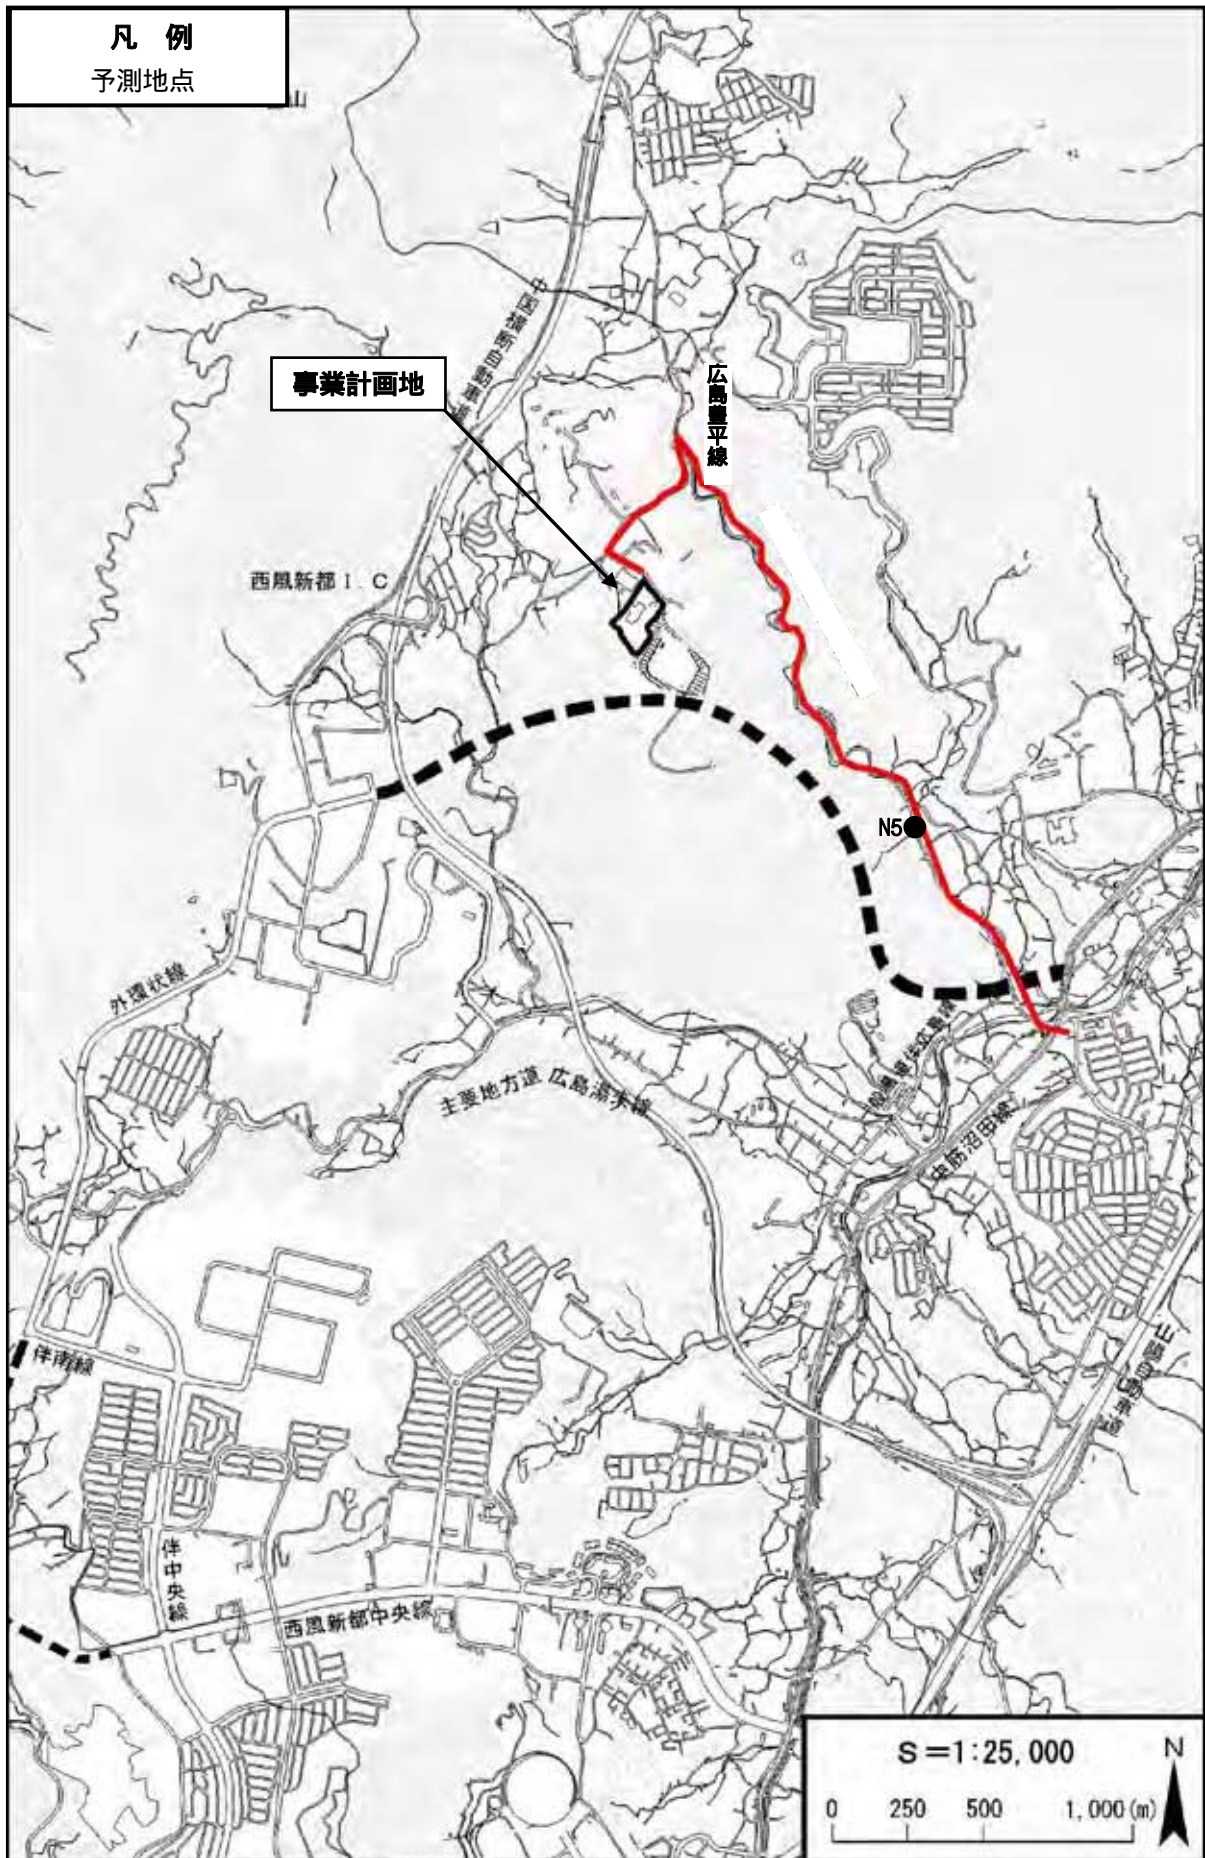 凡 例
予測地点
山
中国横断自動車道
広島豊平線
事業計画地
西風新都 I. C
N5
外環状線
主要地方道 広島湯来線
中筋沼田線
山陽自動車道
伴南線
伴中央線
西風新都中央線
S=1:25,000
N
0 250 500 1,000(m)